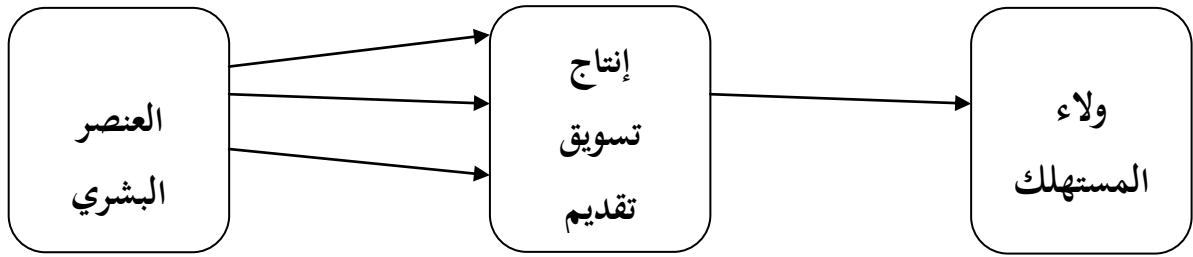 العنصر
البشري
إنتاج
تسويق
تقديم
ولاء
المستهلك